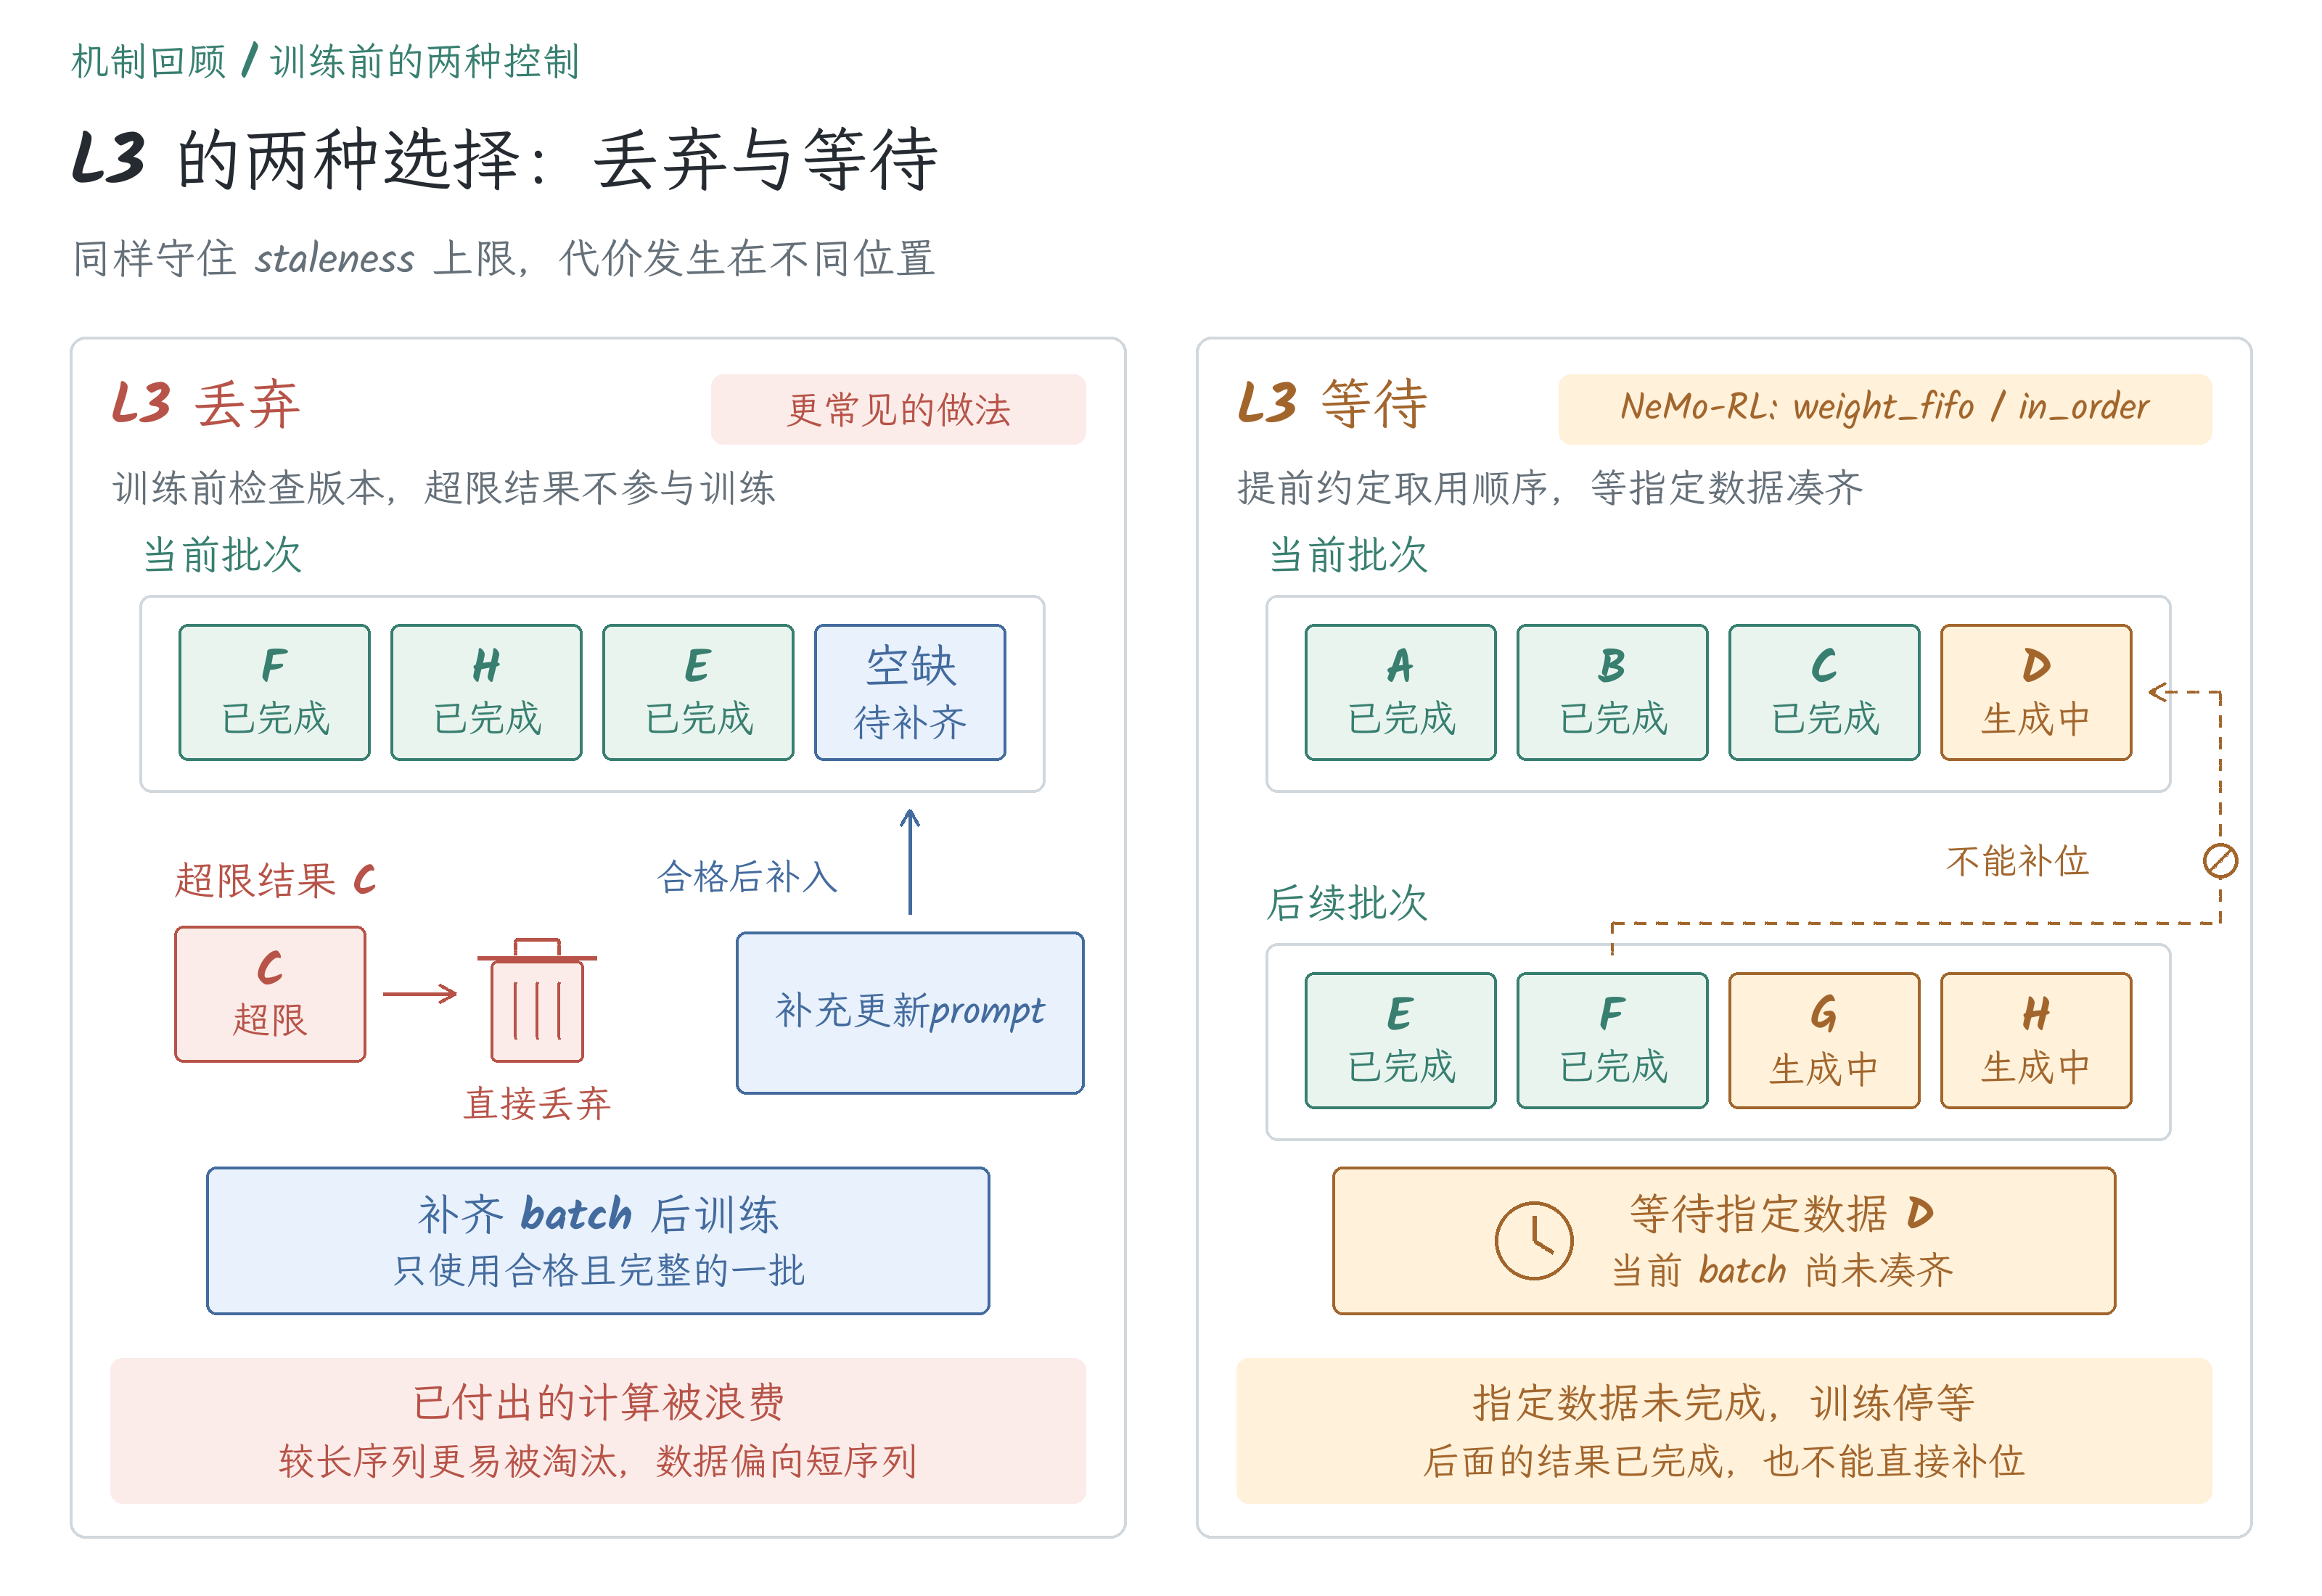 机制回顾 / 训练前的两种控制
L3 的两种选择：丢弃与等待
同样守住 staleness 上限，代价发生在不同位置
L3 丢弃
更常见的做法
训练前检查版本，超限结果不参与训练
当前批次
F
已完成
H
已完成
E
已完成
空缺
待补齐
超限结果 C
合格后补入
C
超限
直接丢弃
补充更新prompt
补齐 batch 后训练
只使用合格且完整的一批
已付出的计算被浪费
较长序列更易被淘汰，数据偏向短序列
L3 等待
NeMo-RL: weight_fifo / in_order
提前约定取用顺序，等指定数据凑齐
当前批次
A
已完成
B
已完成
C
已完成
D
生成中
不能补位
后续批次
E
已完成
F
已完成
G
生成中
H
生成中
等待指定数据 D
当前 batch 尚未凑齐
指定数据未完成，训练停等
后面的结果已完成，也不能直接补位